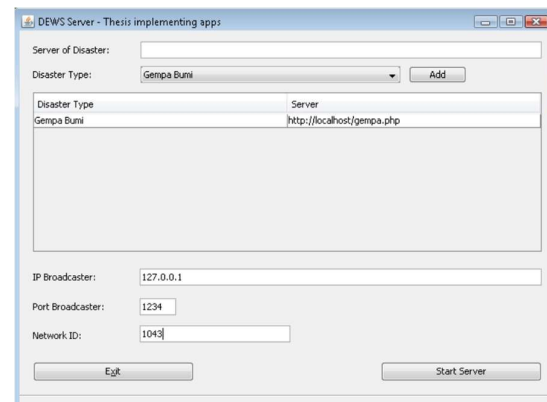 DEWS Server - Thesis implementing apps
Server of Disaster:
Disaster Type: Gempa Bumi Add
Disaster Type Server
Gempa Bumi http://localhost/gempa.php
IP Broadcaster: 127.0.0.1
Port Broadcaster: 1234
Network ID: 1043
Exit Start Server